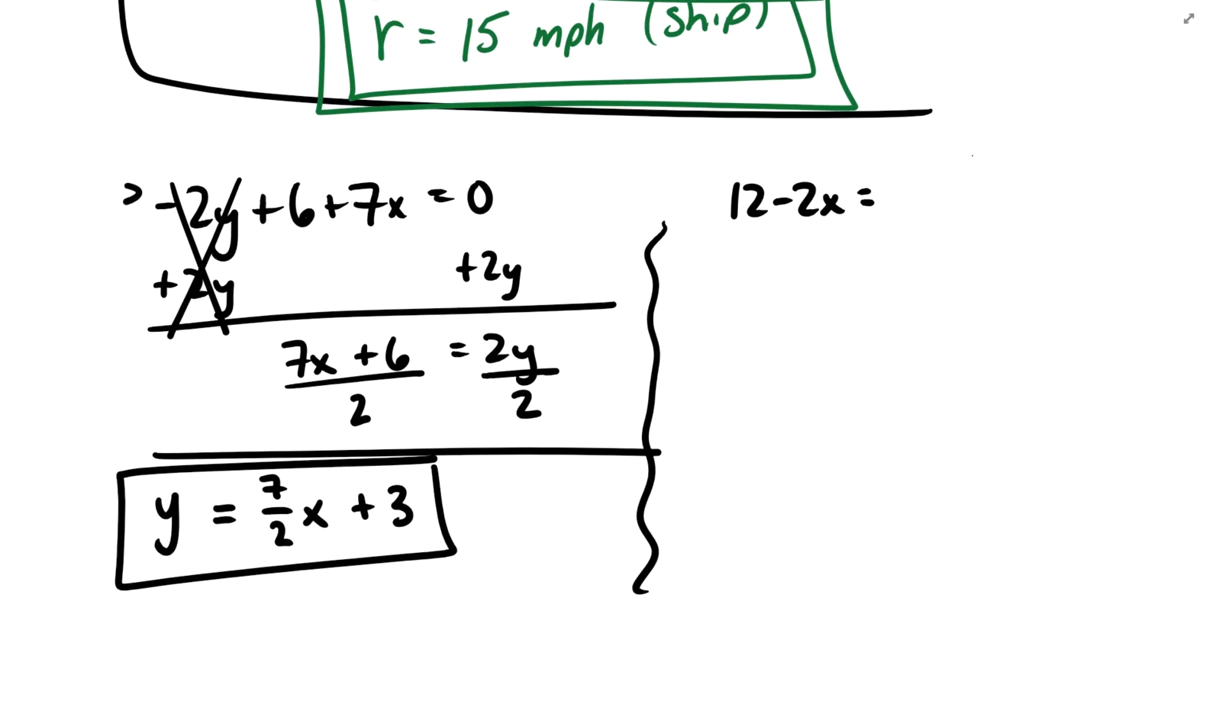 r = 15 mph (ship)
> -2y + 6 + 7x = 0
+2y +2y
7x + 6 = 2y
2 2
y = 7/2 x + 3
12 - 2x =